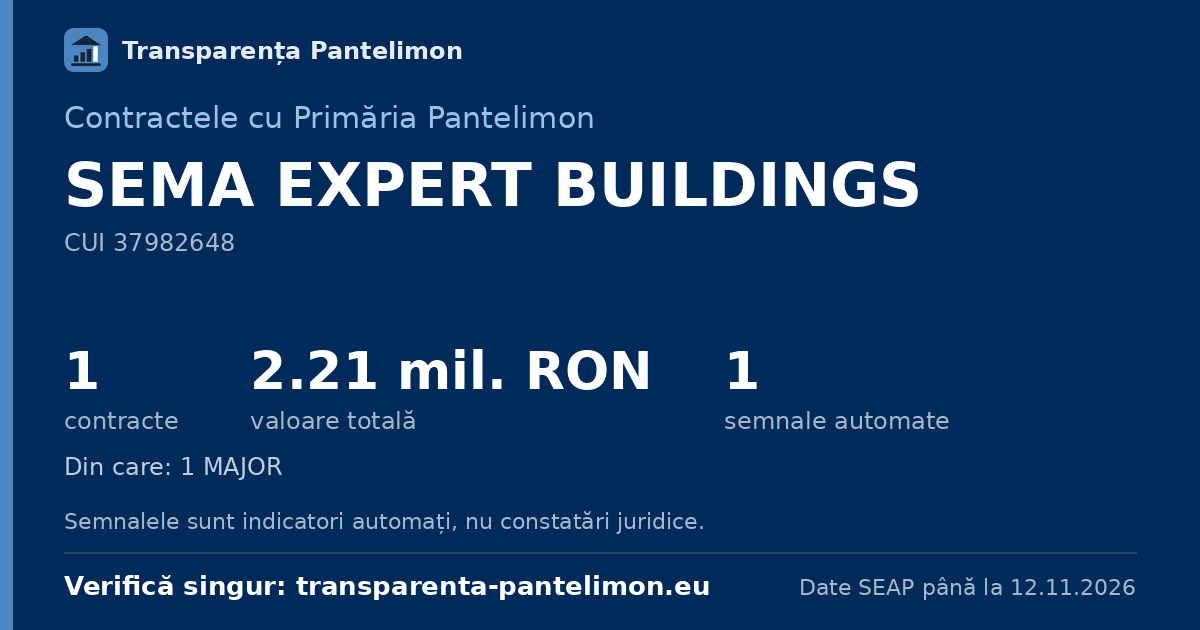 Transparența Pantelimon
Contractele cu Primăria Pantelimon
SEMA EXPERT BUILDINGS
CUI 37982648
1 2.21 mil. RON 1
contracte valoare totală semnale automate
Din care: 1 MAJOR
Semnalele sunt indicatori automați, nu constatări juridice.
Verifică singur: transparenta-pantelimon.eu Date SEAP până la 12.11.2026